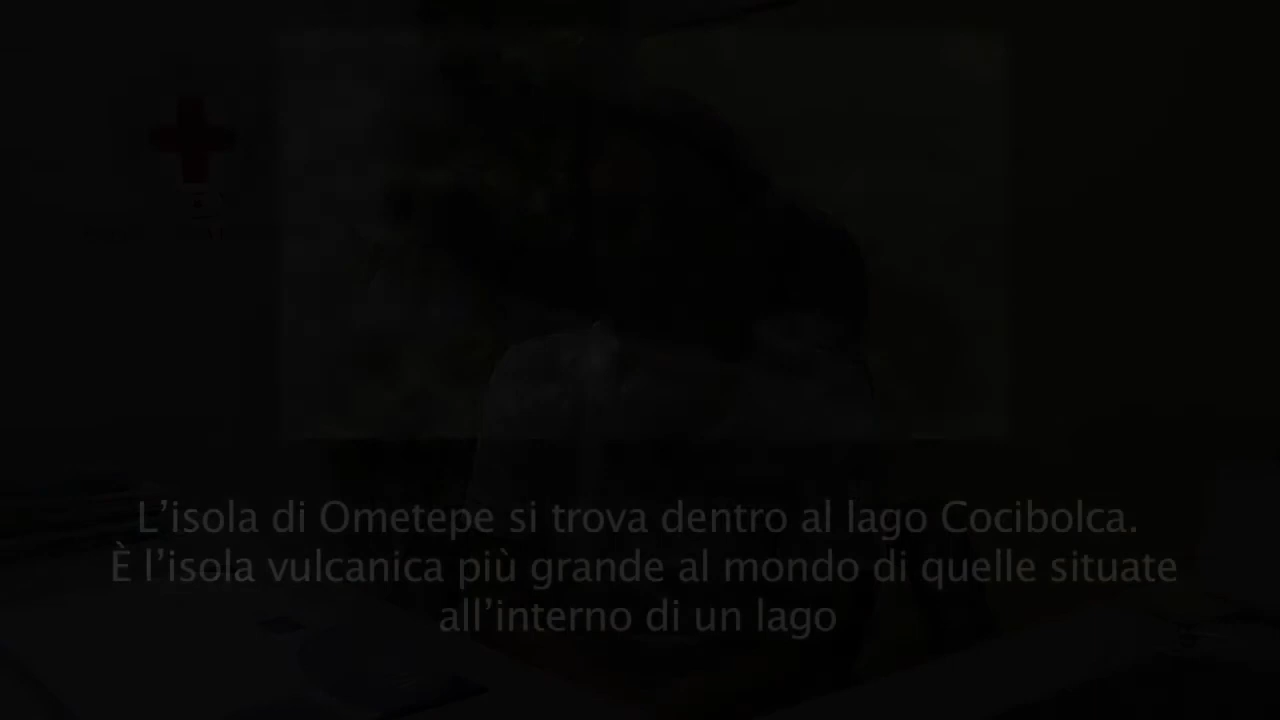 L’isola di Ometepe si trova dentro al lago Cocibolca.
È l’isola vulcanica più grande al mondo di quelle situate
all’interno di un lago